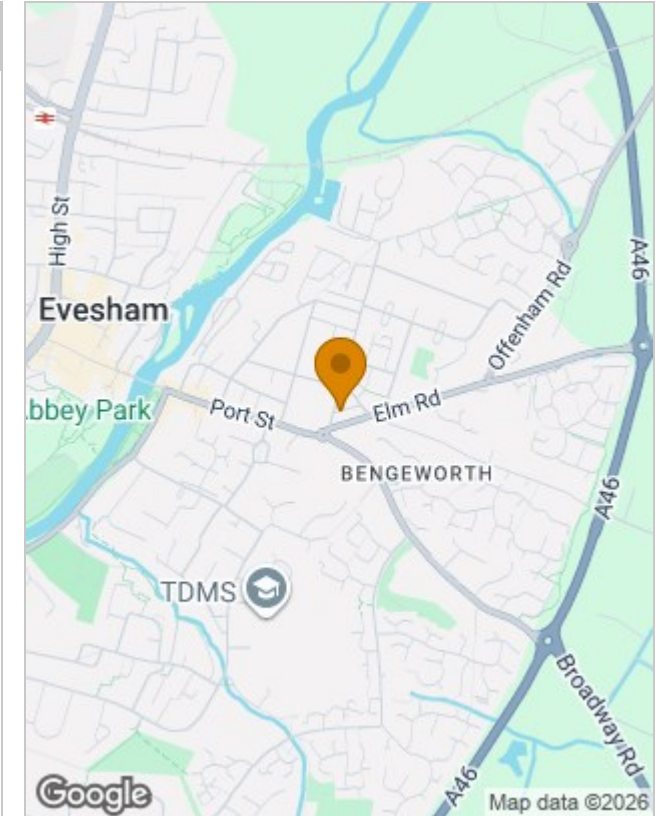 High St
Evesham
bbey Park
Port St
Elm Rd
Offenham Rd
A46
BENGEWORTH
A46
TDMS
Broadway Rd
A46
Google
Map data ©2026